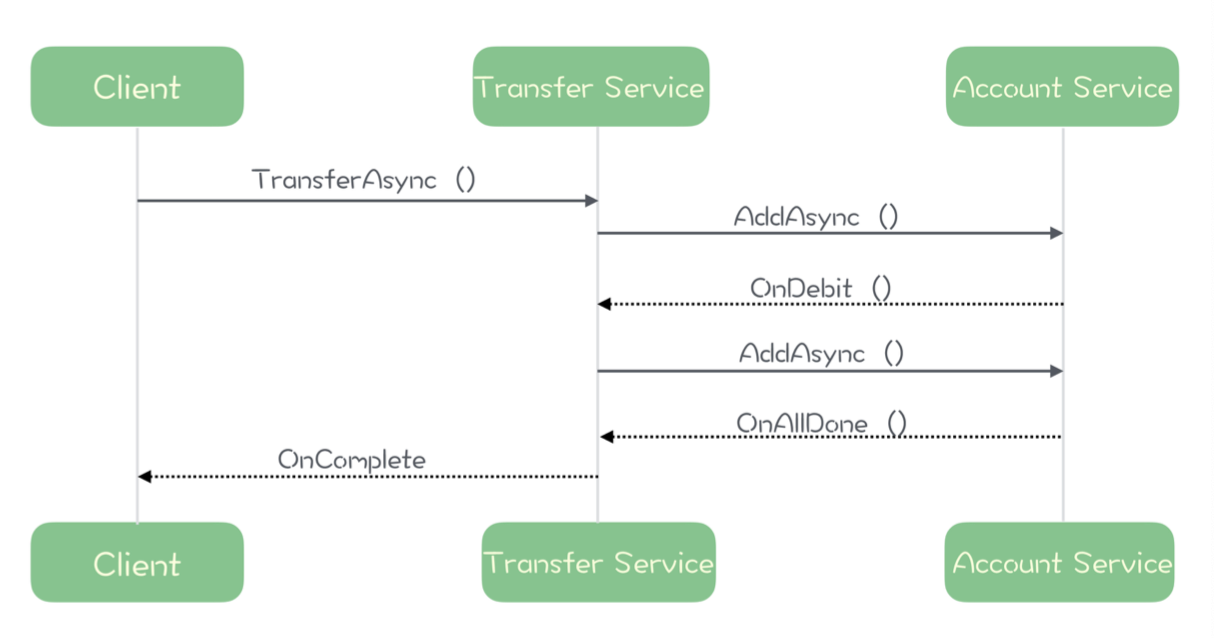 Client
Transfer Service
Account Service
TransferAsync ()
AddAsync ()
OnDebit ()
AddAsync ()
OnAllDone ()
OnComplete
Client
Transfer Service
Account Service